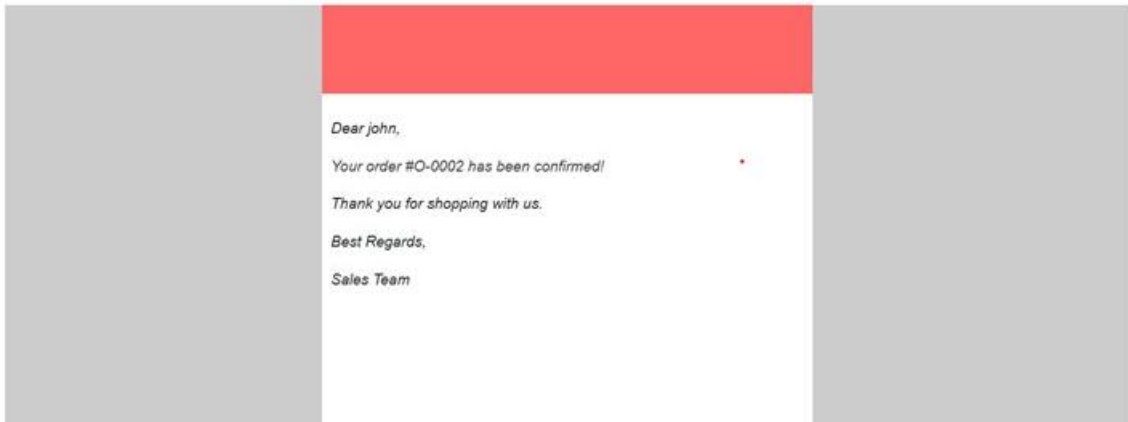 Dear john,
Your order #O-0002 has been confirmed!
Thank you for shopping with us.
Best Regards,
Sales Team